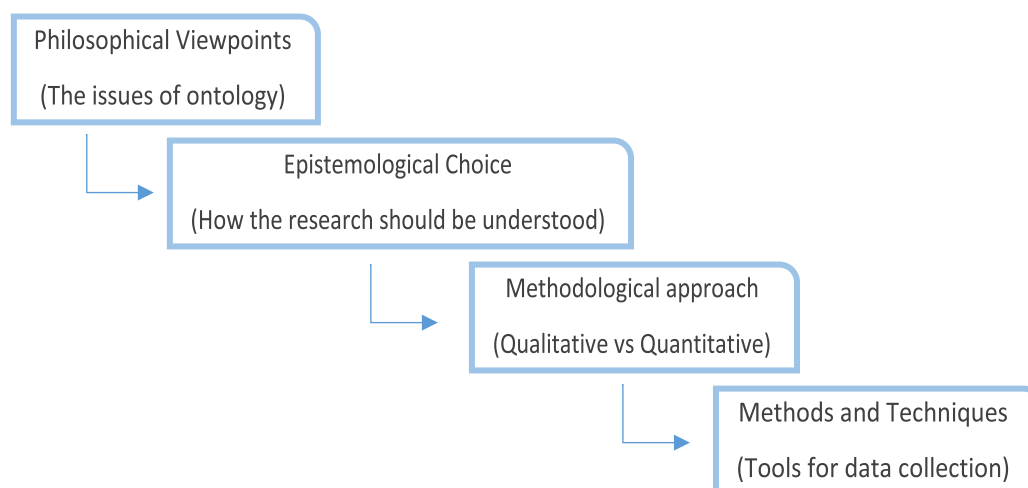 Philosophical Viewpoints
(The issues of ontology)
Epistemological Choice
(How the research should be understood)
Methodological approach
(Qualitative vs Quantitative)
Methods and Techniques
(Tools for data collection)